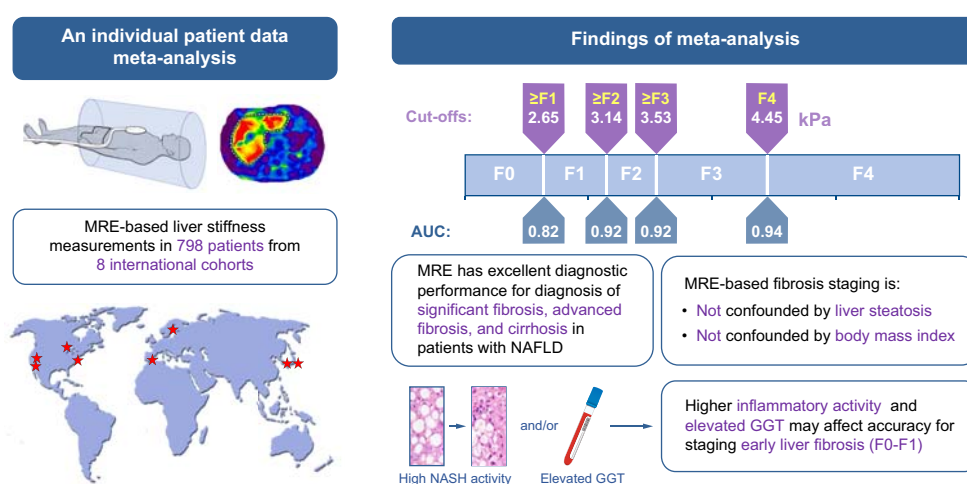 An individual patient data
meta-analysis
MRE-based liver stiffness
measurements in 798 patients from
8 international cohorts
Findings of meta-analysis
Cut-offs:
≥F1
2.65
≥F2
3.14
≥F3
3.53
F4
4.45
kPa
F0
F1
F2
F3
F4
AUC:
0.82
0.92
0.92
0.94
MRE has excellent diagnostic
performance for diagnosis of
significant fibrosis, advanced
fibrosis, and cirrhosis in
patients with NAFLD
MRE-based fibrosis staging is:
• Not confounded by liver steatosis
• Not confounded by body mass index
High NASH activity
and/or
Elevated GGT
Higher inflammatory activity and
elevated GGT may affect accuracy for
staging early liver fibrosis (F0-F1)